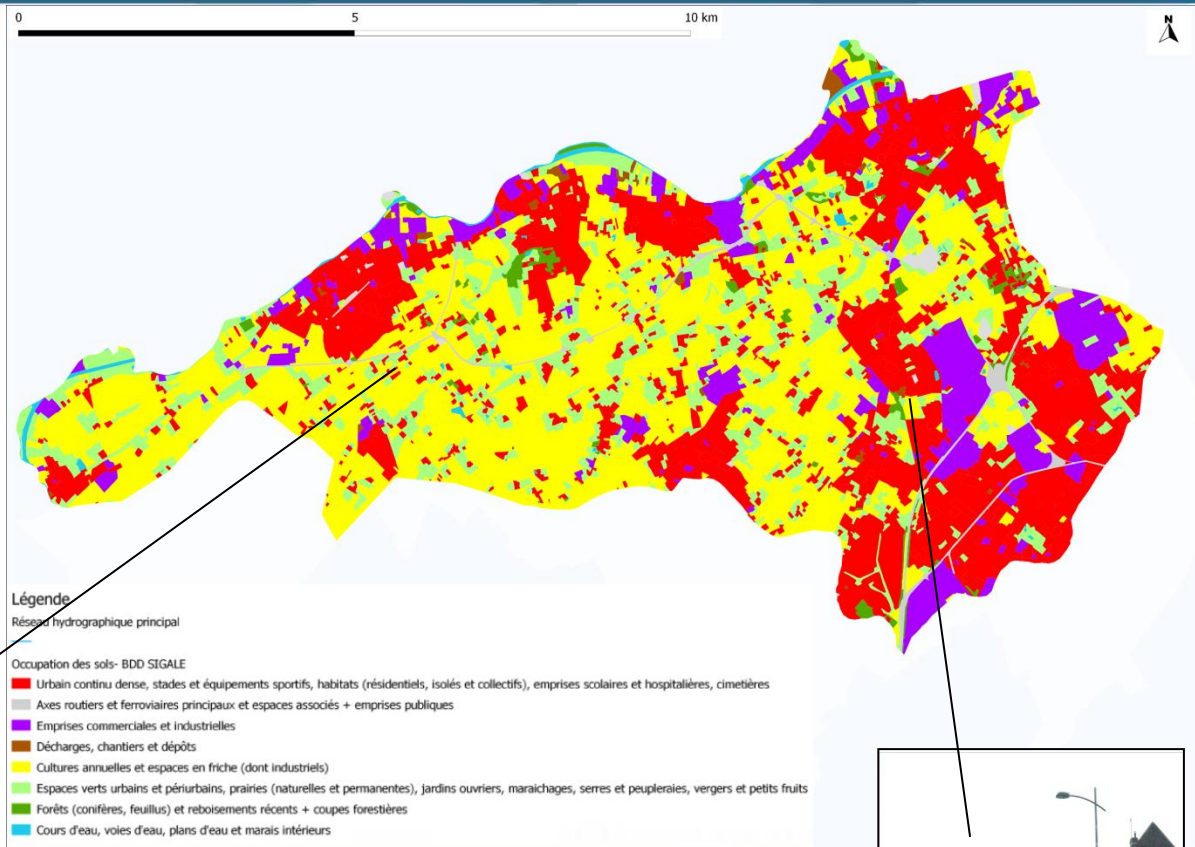 0 5 10 km
N
Légende
Réseau hydrographique principal
Occupation des sols- BDD SIGALE
Urbain continu dense, stades et équipements sportifs, habitats (résidentiels, isolés et collectifs), emprises scolaires et hospitalières, cimetières
Axes routiers et ferroviaires principaux et espaces associés + emprises publiques
Emprises commerciales et industrielles
Décharges, chantiers et dépôts
Cultures annuelles et espaces en friche (dont industriels)
Espaces verts urbains et périurbains, prairies (naturelles et permanentes), jardins ouvriers, maraichages, serres et peupleraies, vergers et petits fruits
Forêts (conifères, feuillus) et reboisements récents + coupes forestières
Cours d'eau, voies d'eau, plans d'eau et marais intérieurs